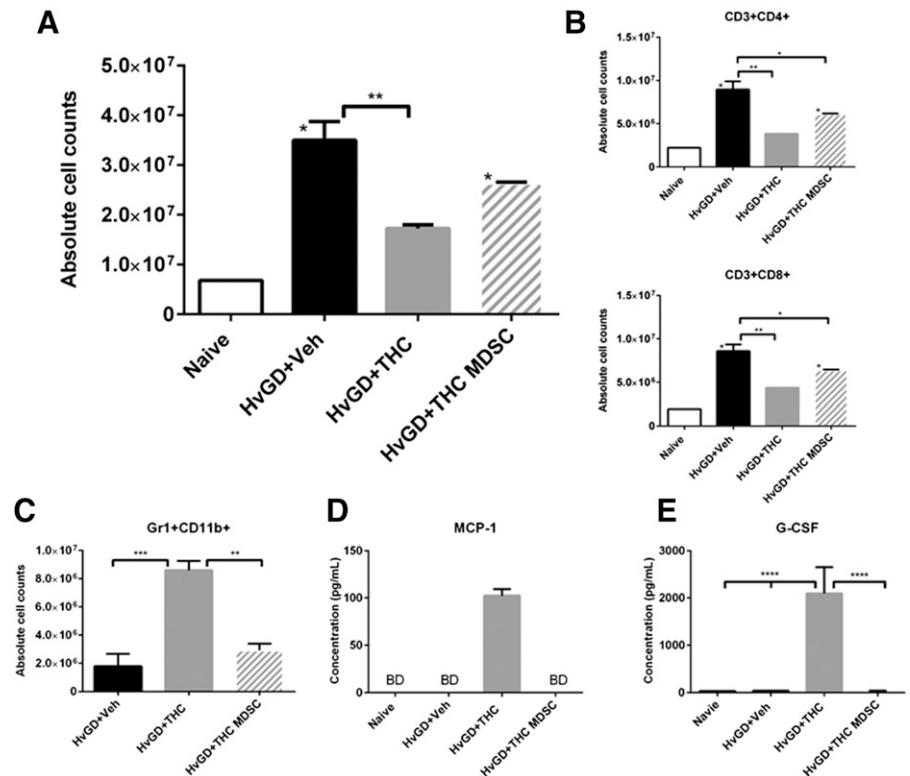 A
Absolute cell counts
5.0×10⁷
4.0×10⁷
3.0×10⁷
2.0×10⁷
1.0×10⁷
0
*
**
*
Naive
HvGD+Veh
HvGD+THC
HvGD+THC MDSC
B
CD3+CD4+
Absolute cell counts
1.5×10⁷
1.0×10⁷
5.0×10⁶
0
*
**
*
*
Naive
HvGD+Veh
HvGD+THC
HvGD+THC MDSC
CD3+CD8+
Absolute cell counts
1.5×10⁷
1.0×10⁷
5.0×10⁶
0
*
**
*
*
Naive
HvGD+Veh
HvGD+THC
HvGD+THC MDSC
C
Gr1+CD11b+
Absolute cell counts
1.0×10⁷
8.0×10⁶
6.0×10⁶
4.0×10⁶
2.0×10⁶
0
***
**
HvGD+Veh
HvGD+THC
HvGD+THC MDSC
D
MCP-1
Concentration (pg/mL)
150
100
50
0
BD
BD
BD
Naive
HvGD+Veh
HvGD+THC
HvGD+THC MDSC
E
G-CSF
Concentration (pg/mL)
3000
2000
1000
0
****
****
Navie
HvGD+Veh
HvGD+THC
HvGD+THC MDSC